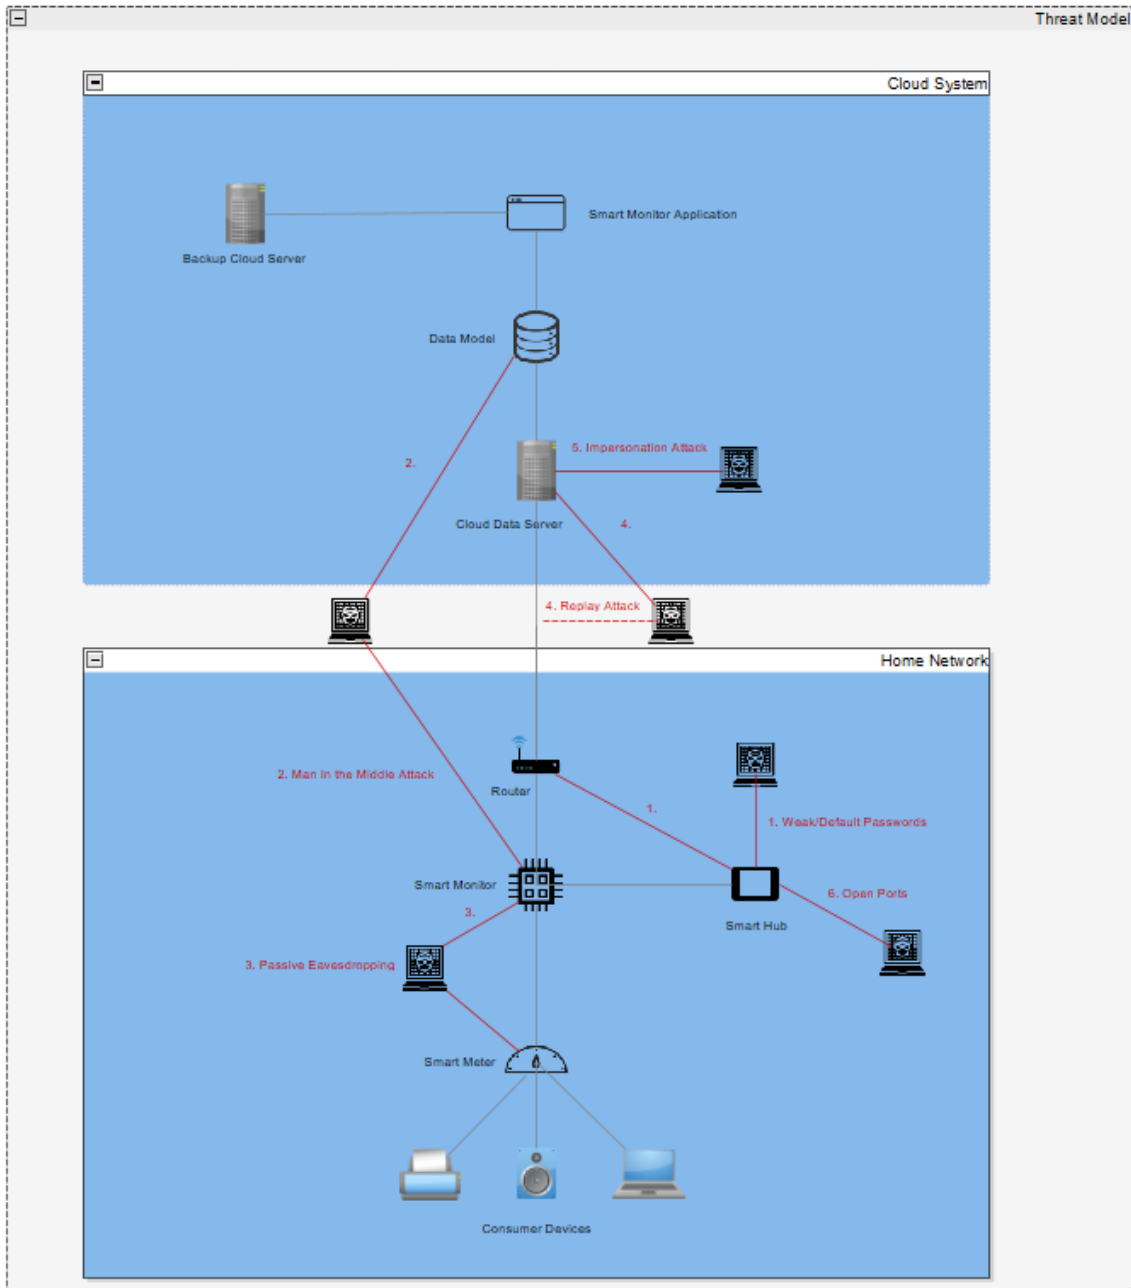 Threat Model
Cloud System
Smart Monitor Application
Backup Cloud Server
Data Model
5. Impersonation Attack
2.
Cloud Data Server
4.
4. Replay Attack
Home Network
2. Man in the Middle Attack
Router
1.
1. Weak/Default Passwords
Smart Monitor
6. Open Ports
3.
Smart Hub
3. Passive Eavesdropping
Smart Meter
Consumer Devices